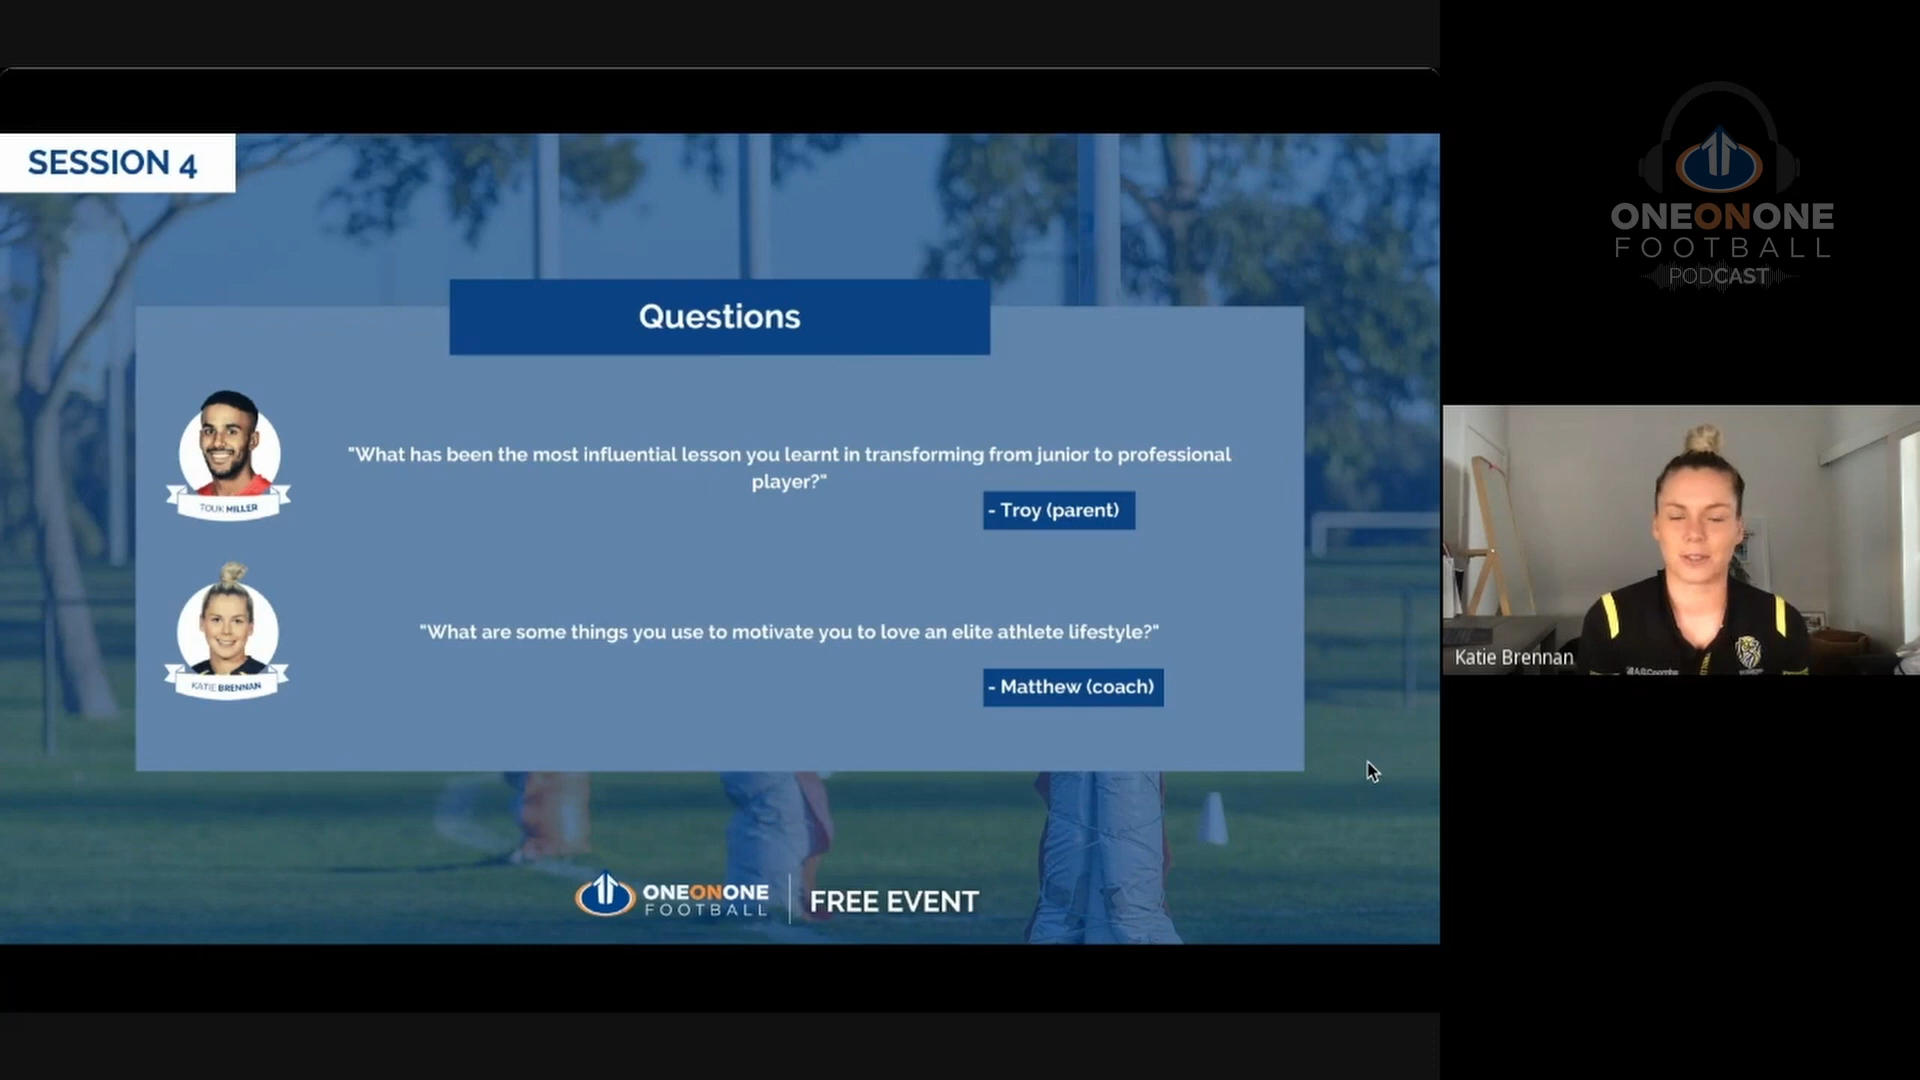 SESSION 4
Questions
"What has been the most influential lesson you learnt in transforming from junior to professional
player?"
- Troy (parent)
TOUK MILLER
"What are some things you use to motivate you to love an elite athlete lifestyle?"
- Matthew (coach)
KATIE BRENNAN
ONEONONE
FOOTBALL
FREE EVENT
ONEONONE
FOOTBALL
PODCAST
Katie Brennan